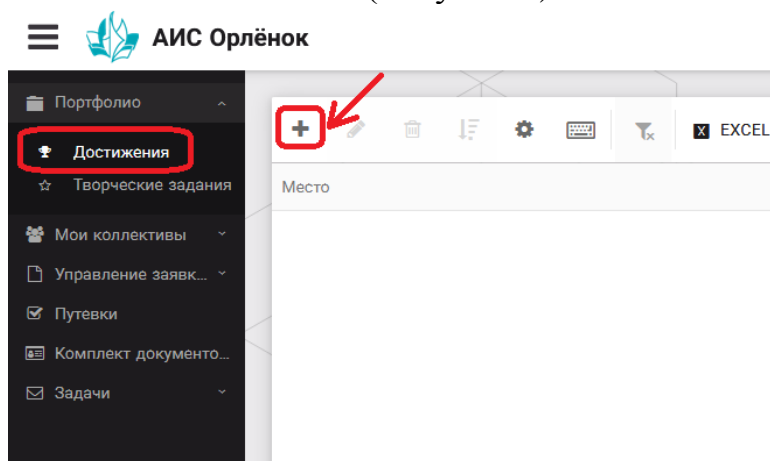 АИС Орлёнок
Портфолио
Достижения
Творческие задания
Мои коллективы
Управление заявк...
Путевки
Комплект документо...
Задачи
X EXCEL
Место